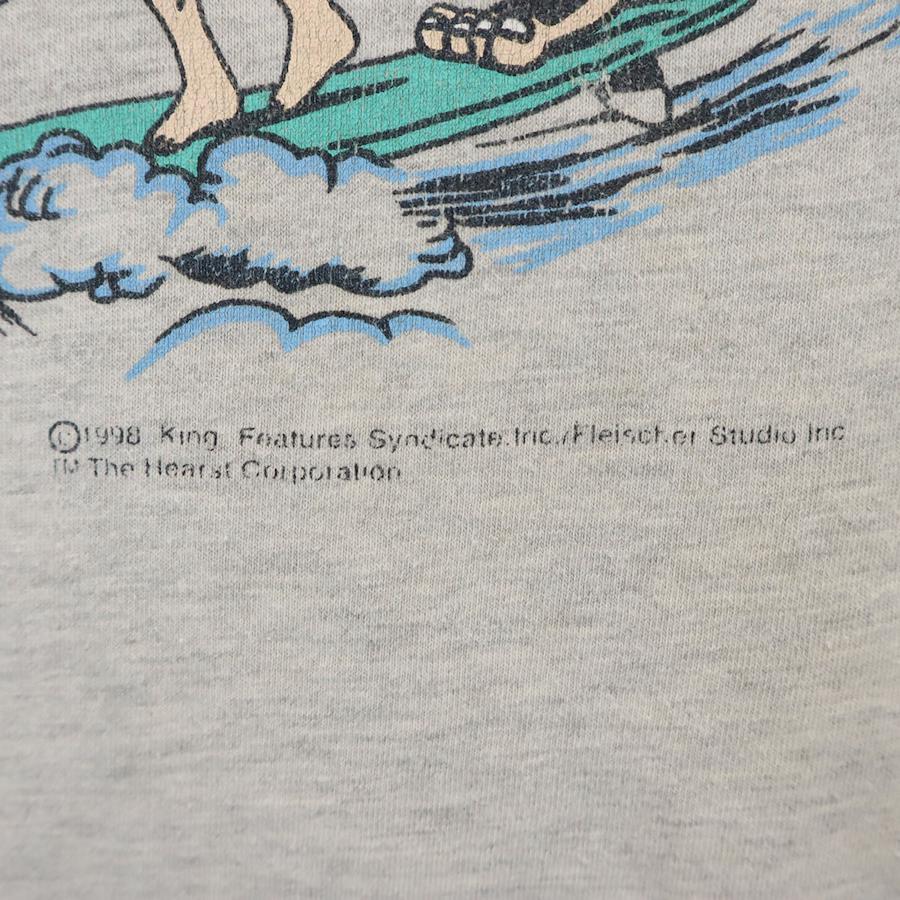 ©1998 King Features Syndicate.Inc./Fleischer Studio Inc
TM The Hearst Corporation